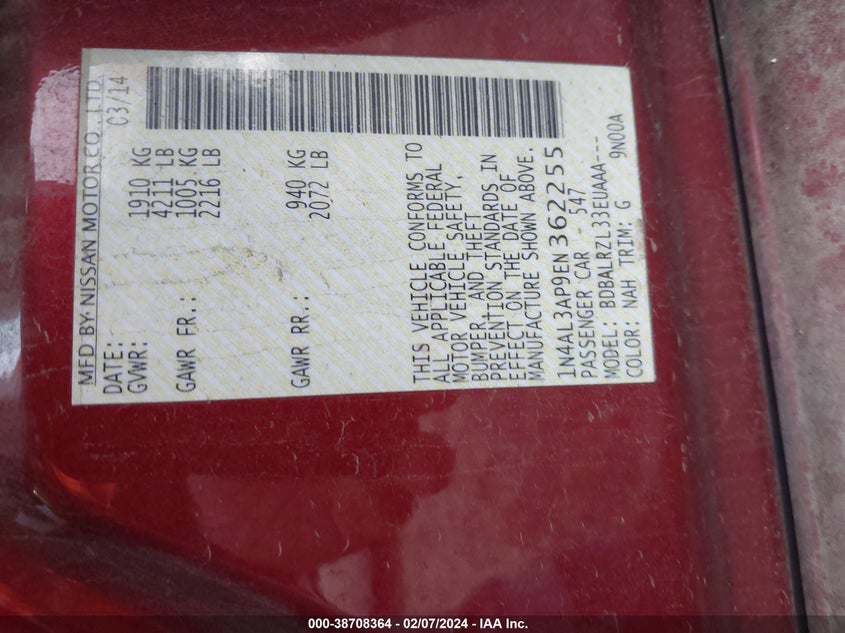 MFD BY NISSAN MOTOR CO., LTD.
DATE: 03/14
GVWR: 1910 KG
4211 LB
GAWR FR.: 1005 KG
2216 LB
GAWR RR.: 940 KG
2072 LB
THIS VEHICLE CONFORMS TO
ALL APPLICABLE FEDERAL
MOTOR VEHICLE SAFETY,
BUMPER AND THEFT
PREVENTION STANDARDS IN
EFFECT ON THE DATE OF
MANUFACTURE SHOWN ABOVE.
1N4AL3AP9EN362255
PASSENGER CAR 547
MODEL: BDBALRZL33EUAAA---
COLOR: NAH TRIM: G 9N00A
000-38708364 - 02/07/2024 - IAA Inc.